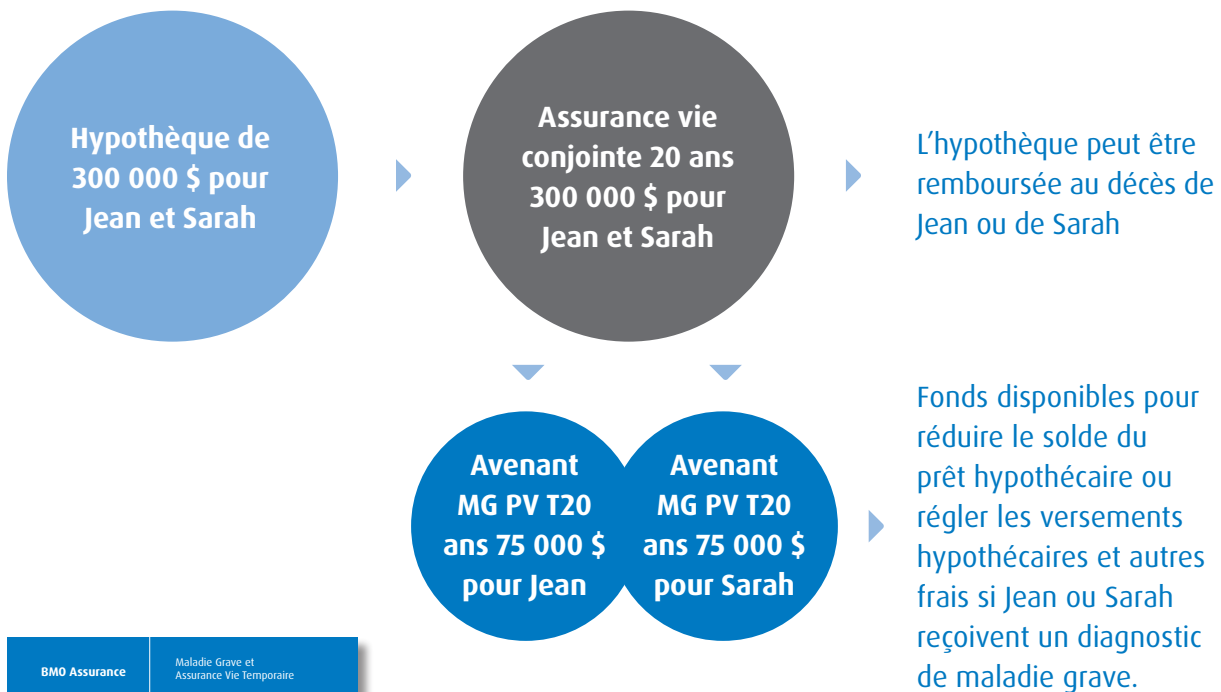 Hypothèque de
300 000 $ pour
Jean et Sarah
Assurance vie
conjointe 20 ans
300 000 $ pour
Jean et Sarah
L'hypothèque peut être
remboursée au décès de
Jean ou de Sarah
Avenant
MG PV T20
ans 75 000 $
pour Jean
Avenant
MG PV T20
ans 75 000 $
pour Sarah
Fonds disponibles pour
réduire le solde du
prêt hypothécaire ou
régler les versements
hypothécaires et autres
frais si Jean ou Sarah
reçoivent un diagnostic
de maladie grave.
BMO Assurance
Maladie Grave et
Assurance Vie Temporaire